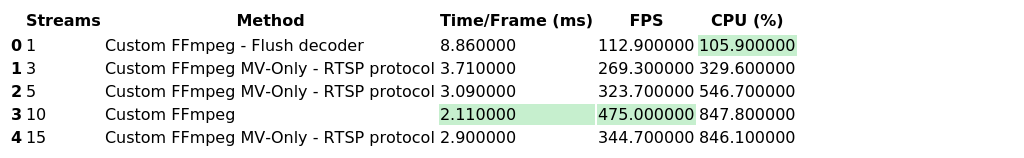 Streams Method Time/Frame (ms) FPS CPU (%)
0 1 Custom FFmpeg - Flush decoder 8.860000 112.900000 105.900000
1 3 Custom FFmpeg MV-Only - RTSP protocol 3.710000 269.300000 329.600000
2 5 Custom FFmpeg MV-Only - RTSP protocol 3.090000 323.700000 546.700000
3 10 Custom FFmpeg 2.110000 475.000000 847.800000
4 15 Custom FFmpeg MV-Only - RTSP protocol 2.900000 344.700000 846.100000